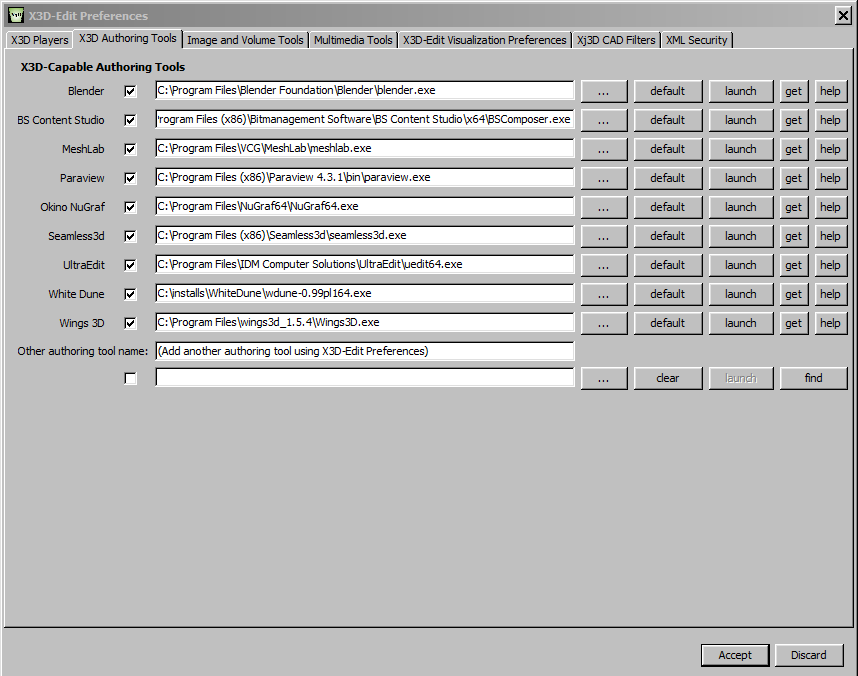 X3D-Edit Preferences
X3D Players X3D Authoring Tools Image and Volume Tools Multimedia Tools X3D-Edit Visualization Preferences Xj3D CAD Filters XML Security
X3D-Capable Authoring Tools
Blender C:\Program Files\Blender Foundation\Blender\blender.exe ... default launch get help
BS Content Studio rogram Files (x86)\Bitmanagement Software\BS Content Studio\x64\BSComposer.exe ... default launch get help
MeshLab C:\Program Files\VCG\MeshLab\meshlab.exe ... default launch get help
Paraview C:\Program Files (x86)\Paraview 4.3.1\bin\paraview.exe ... default launch get help
Okino NuGraf C:\Program Files\NuGraf64\NuGraf64.exe ... default launch get help
Seamless3d C:\Program Files (x86)\Seamless3d\seamless3d.exe ... default launch get help
UltraEdit C:\Program Files\IDM Computer Solutions\UltraEdit\uedit64.exe ... default launch get help
White Dune C:\installs\WhiteDune\wdune-0.99pl164.exe ... default launch get help
Wings 3D C:\Program Files\wings3d_1.5.4\Wings3D.exe ... default launch get help
Other authoring tool name: (Add another authoring tool using X3D-Edit Preferences)
... clear launch find
Accept Discard